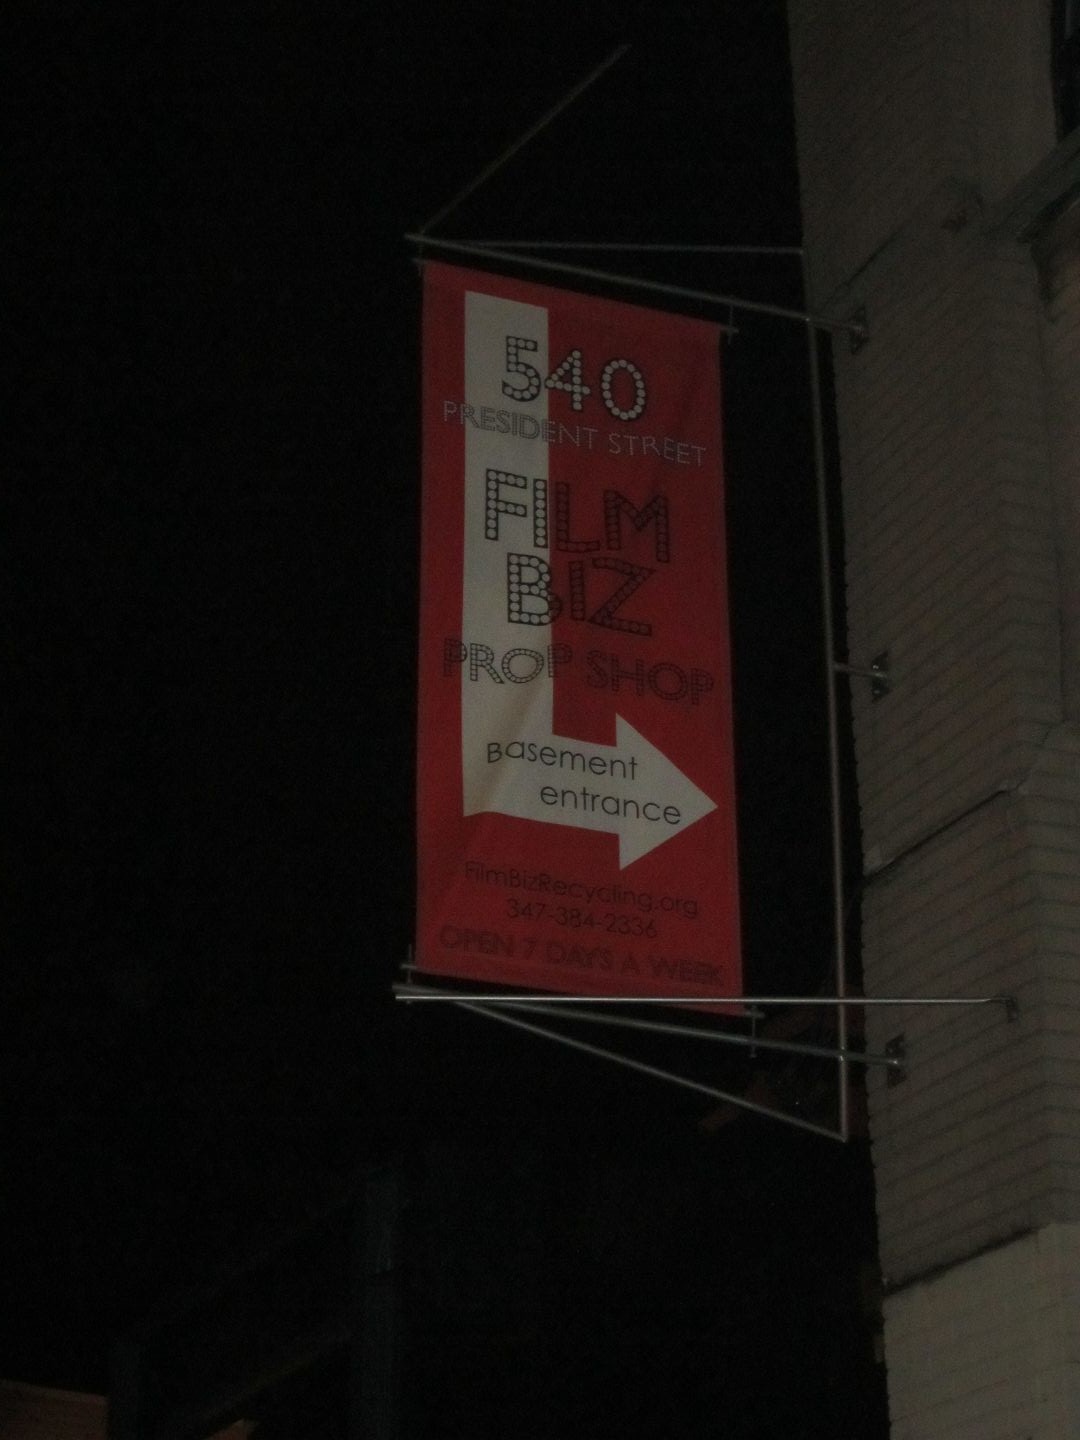 540
PRESIDENT STREET
FILM
BIZ
PROP SHOP
Basement
entrance
FilmBizRecycling.org
347-384-2336
OPEN 7 DAYS A WEEK